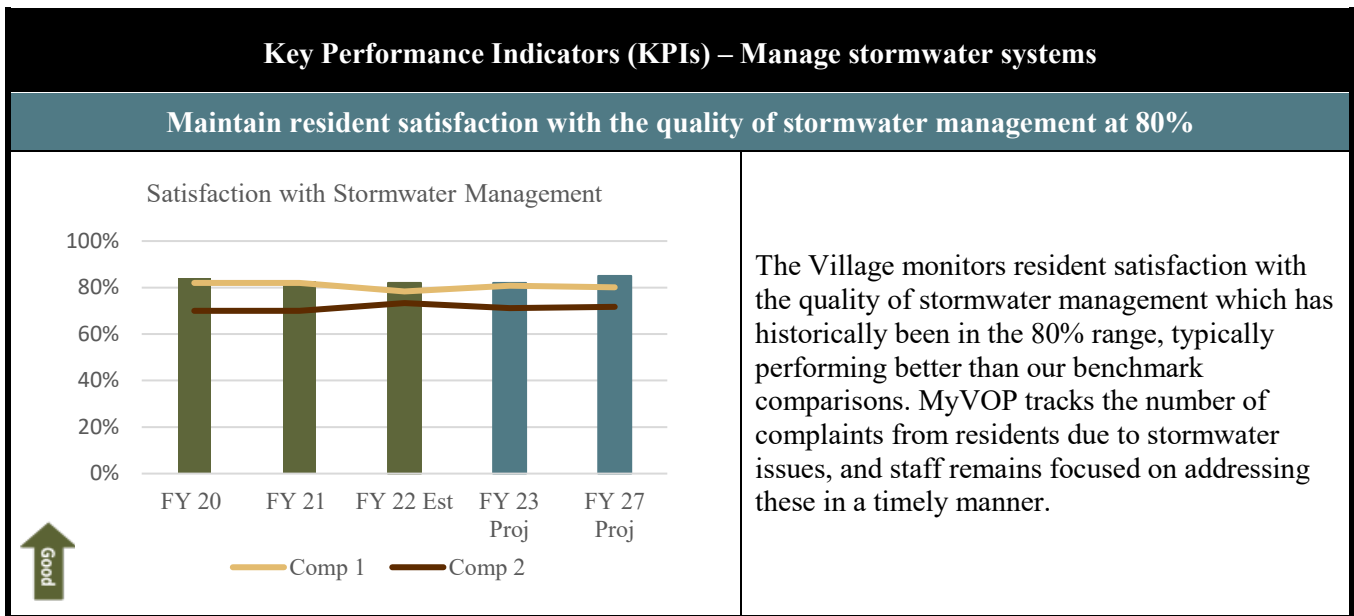 Key Performance Indicators (KPIs) – Manage stormwater systems
Maintain resident satisfaction with the quality of stormwater management at 80%
Satisfaction with Stormwater Management
100%
80%
60%
40%
20%
0%
FY 20
FY 21
FY 22 Est
FY 23
Proj
FY 27
Proj
Comp 1
Comp 2
Good
The Village monitors resident satisfaction with
the quality of stormwater management which has
historically been in the 80% range, typically
performing better than our benchmark
comparisons. MyVOP tracks the number of
complaints from residents due to stormwater
issues, and staff remains focused on addressing
these in a timely manner.